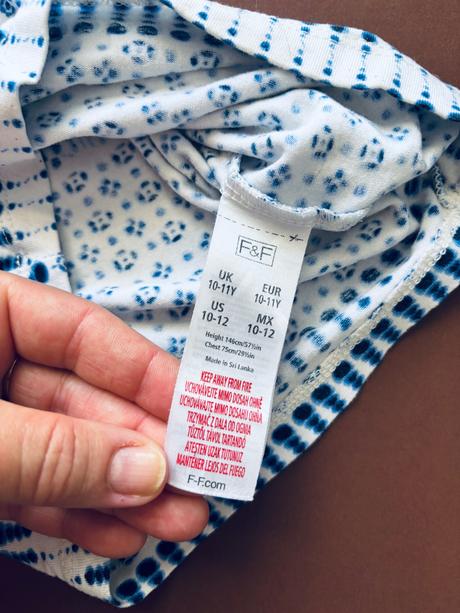 F&F
UK EUR
10-11Y 10-11Y
US MX
10-12 10-12
Height 146cm/57½in
Chest 75cm/29½in
Made in Sri Lanka
KEEP AWAY FROM FIRE
UCHOVÁVEJTE MIMO DOSAH OHNĚ
UCHOVÁVAJTE MIMO DOSAHU OHŇA
TRZYMAĆ Z DALA OD OGNIA
TŰZTŐL TÁVOL TARTANDÓ
ATEŞTEN UZAK TUTUNUZ
MANTENER LEJOS DEL FUEGO
F-F.com